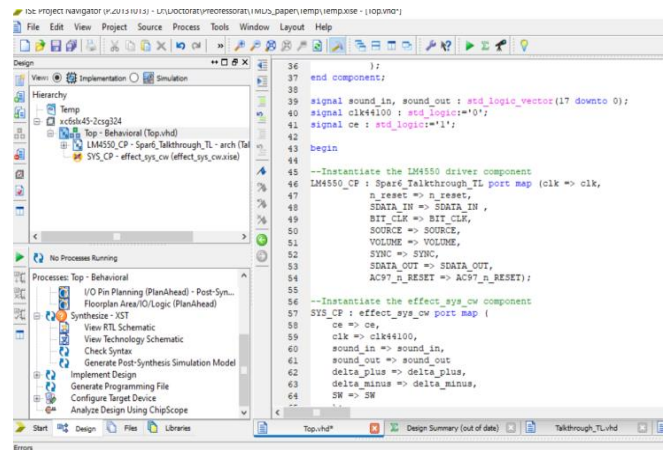 ISE Project Navigator (P.20131013) - D:\Doctorat\Preofessorat\TMDS_paper\Temp\Temp.xise - [Top.vhd*]
File Edit View Project Source Process Tools Window Layout Help
Design
View: Implementation Simulation
Hierarchy
Temp
xc6slx45-2csg324
Top - Behavioral (Top.vhd)
LM4550_CP - Spar6_Talkthrough_TL - arch (Tal
SYS_CP - effect_sys_cw (effect_sys_cw.xise)
No Processes Running
Processes: Top - Behavioral
I/O Pin Planning (PlanAhead) - Post-Syn...
Floorplan Area/IO/Logic (PlanAhead)
Synthesize - XST
View RTL Schematic
View Technology Schematic
Check Syntax
Generate Post-Synthesis Simulation Model
Implement Design
Generate Programming File
Configure Target Device
Analyze Design Using ChipScope
Start Design Files Libraries
36 );
37 end component;
38
39 signal sound_in, sound_out : std_logic_vector(17 downto 0);
40 signal clk44100 : std_logic:='0';
41 signal ce : std_logic:='1';
42
43 begin
44
45 --Instantiate the LM4550 driver component
46 LM4550_CP : Spar6_Talkthrough_TL port map (clk => clk,
47 n_reset => n_reset,
48 SDATA_IN => SDATA_IN ,
49 BIT_CLK => BIT_CLK,
50 SOURCE => SOURCE,
51 VOLUME => VOLUME,
52 SYNC => SYNC,
53 SDATA_OUT => SDATA_OUT,
54 AC97_n_RESET => AC97_n_RESET);
55
56 --Instantiate the effect_sys_cw component
57 SYS_CP : effect_sys_cw port map (
58 ce => ce,
59 clk => clk44100,
60 sound_in => sound_in,
61 sound_out => sound_out
62 delta_plus => delta_plus,
63 delta_minus => delta_minus,
64 SW => SW
Top.vhd* Design Summary (out of date) Talkthrough_TL.vhd
Errors